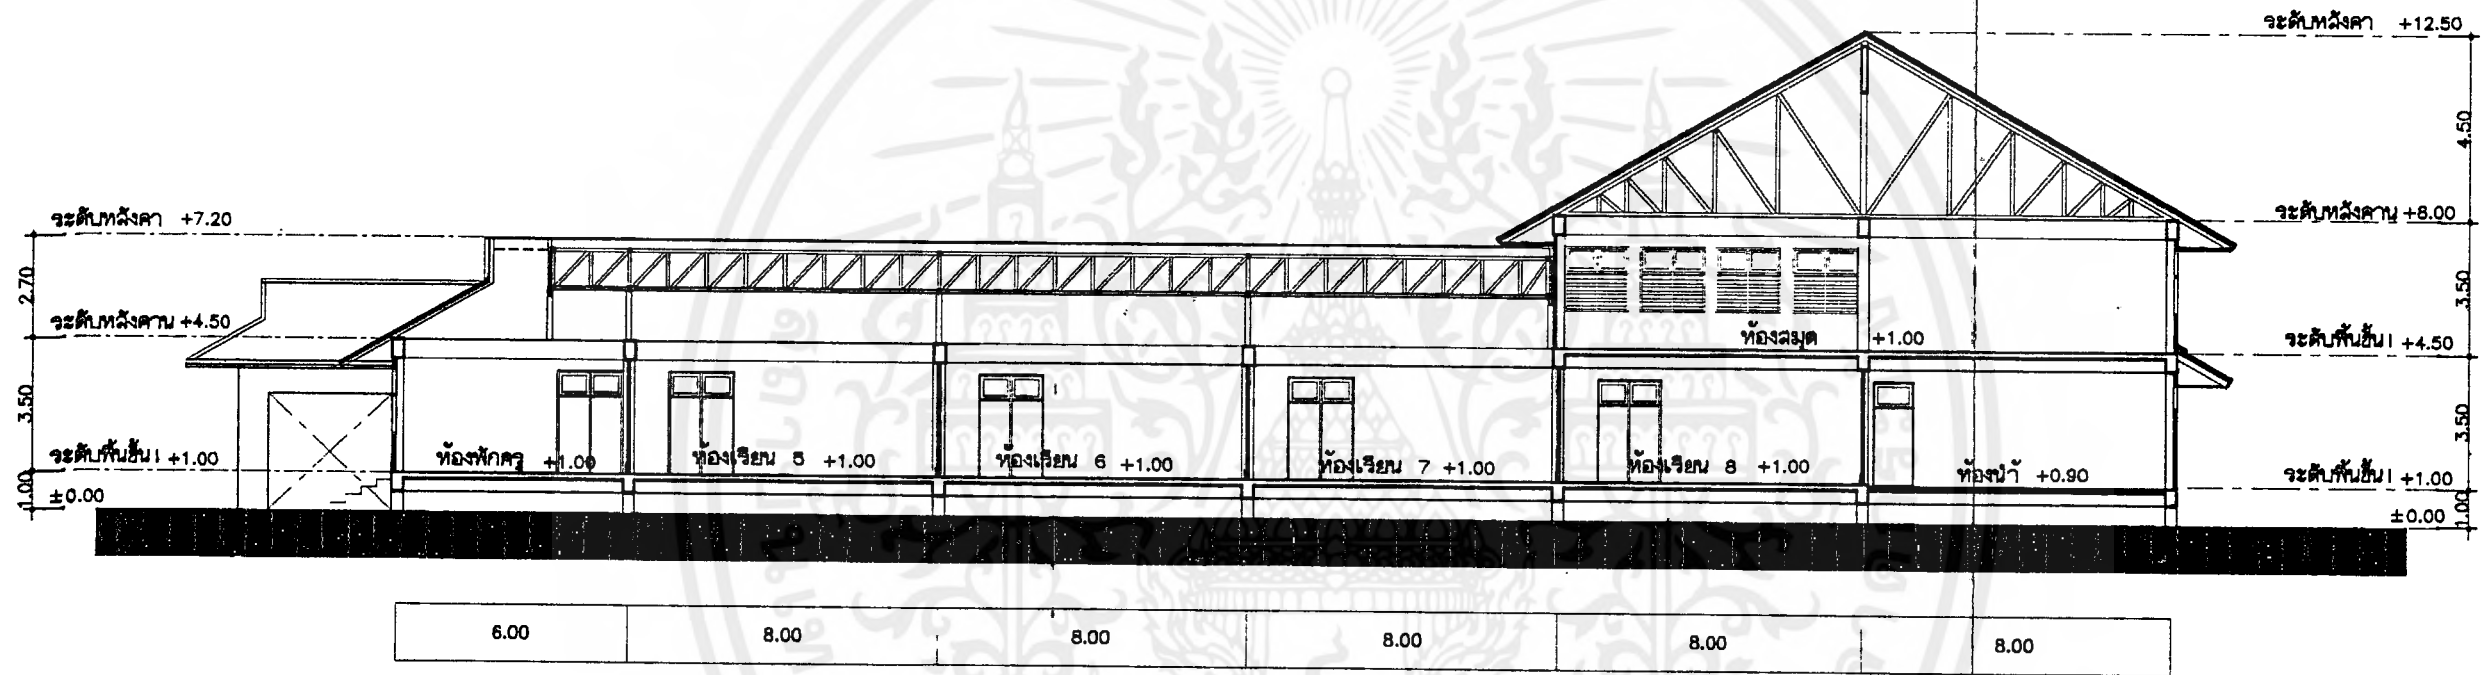 ระดับหลังคา +12.50
4.50
ระดับหลังคา +7.20
ระดับหลังคาน +8.00
2.70
3.50
ระดับหลังคาน +4.50
ห้องสมุด +1.00
ระดับพื้นชั้น1 +4.50
3.50
3.50
ระดับพื้นชั้น1 +1.00
ห้องพักครู +1.00
ห้องเรียน 5 +1.00
ห้องเรียน 6 +1.00
ห้องเรียน 7 +1.00
ห้องเรียน 8 +1.00
ห้องน้ำ +0.90
ระดับพื้นชั้น1 +1.00
1.00
±0.00
1.00
±0.00
6.00
8.00
8.00
8.00
8.00
8.00